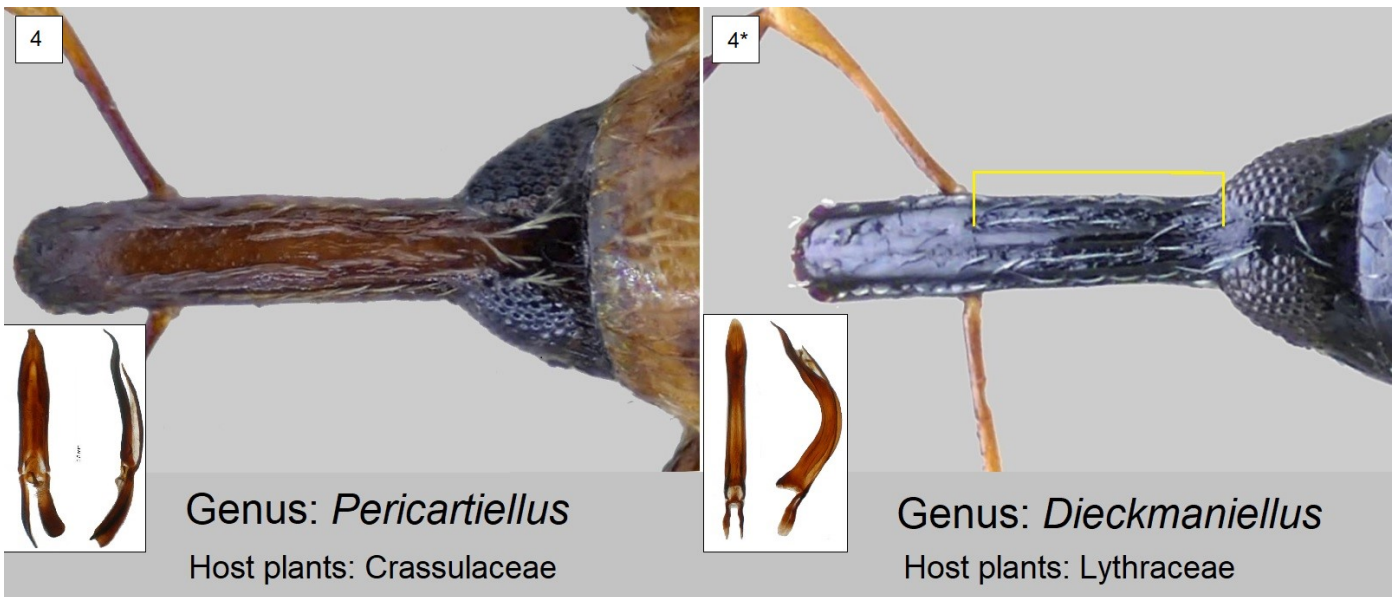 4
4*
Genus: Pericartiellus
Host plants: Crassulaceae
Genus: Dieckmaniellus
Host plants: Lythraceae